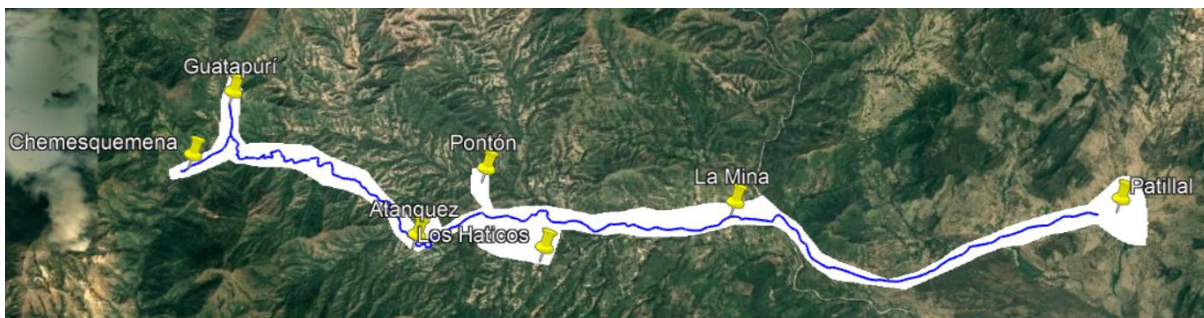 Guatapurí
Chemesquemena
Pontón
La Mina
Patillal
Atanquez
Los Haticos